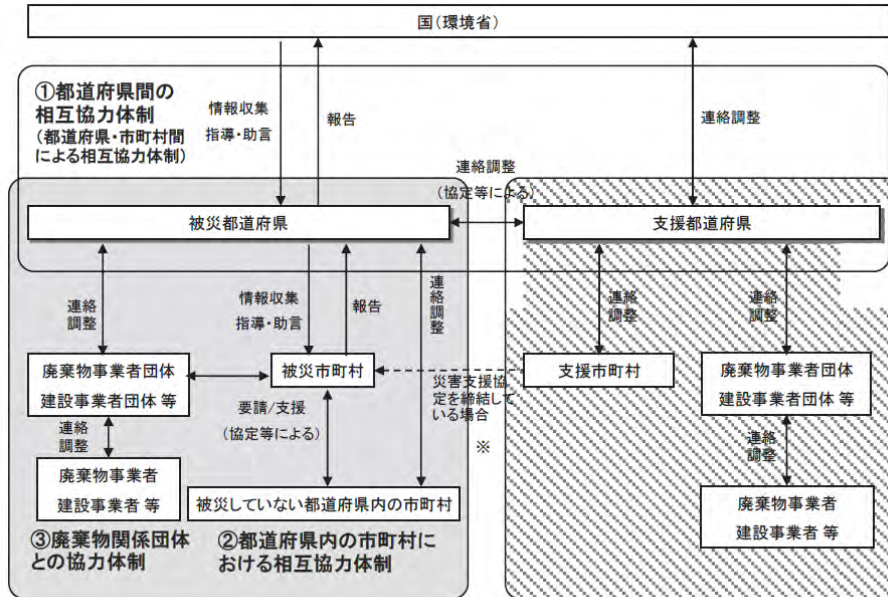 国(環境省)
①都道府県間の
相互協力体制
(都道府県・市町村間
による相互協力体制)
情報収集
指導・助言
報告
連絡調整
連絡調整
(協定等による)
被災都道府県
支援都道府県
連絡
調整
情報収集
指導・助言
報告
連絡調整
連絡
調整
連絡
調整
廃棄物事業者団体
建設事業者団体 等
被災市町村
災害支援協
定を締結して
いる場合
支援市町村
廃棄物事業者団体
建設事業者団体 等
連絡
調整
要請/支援
(協定等による)
※
連絡
調整
廃棄物事業者
建設事業者 等
被災していない都道府県内の市町村
廃棄物事業者
建設事業者 等
③廃棄物関係団体
との協力体制
②都道府県内の市町村に
おける相互協力体制